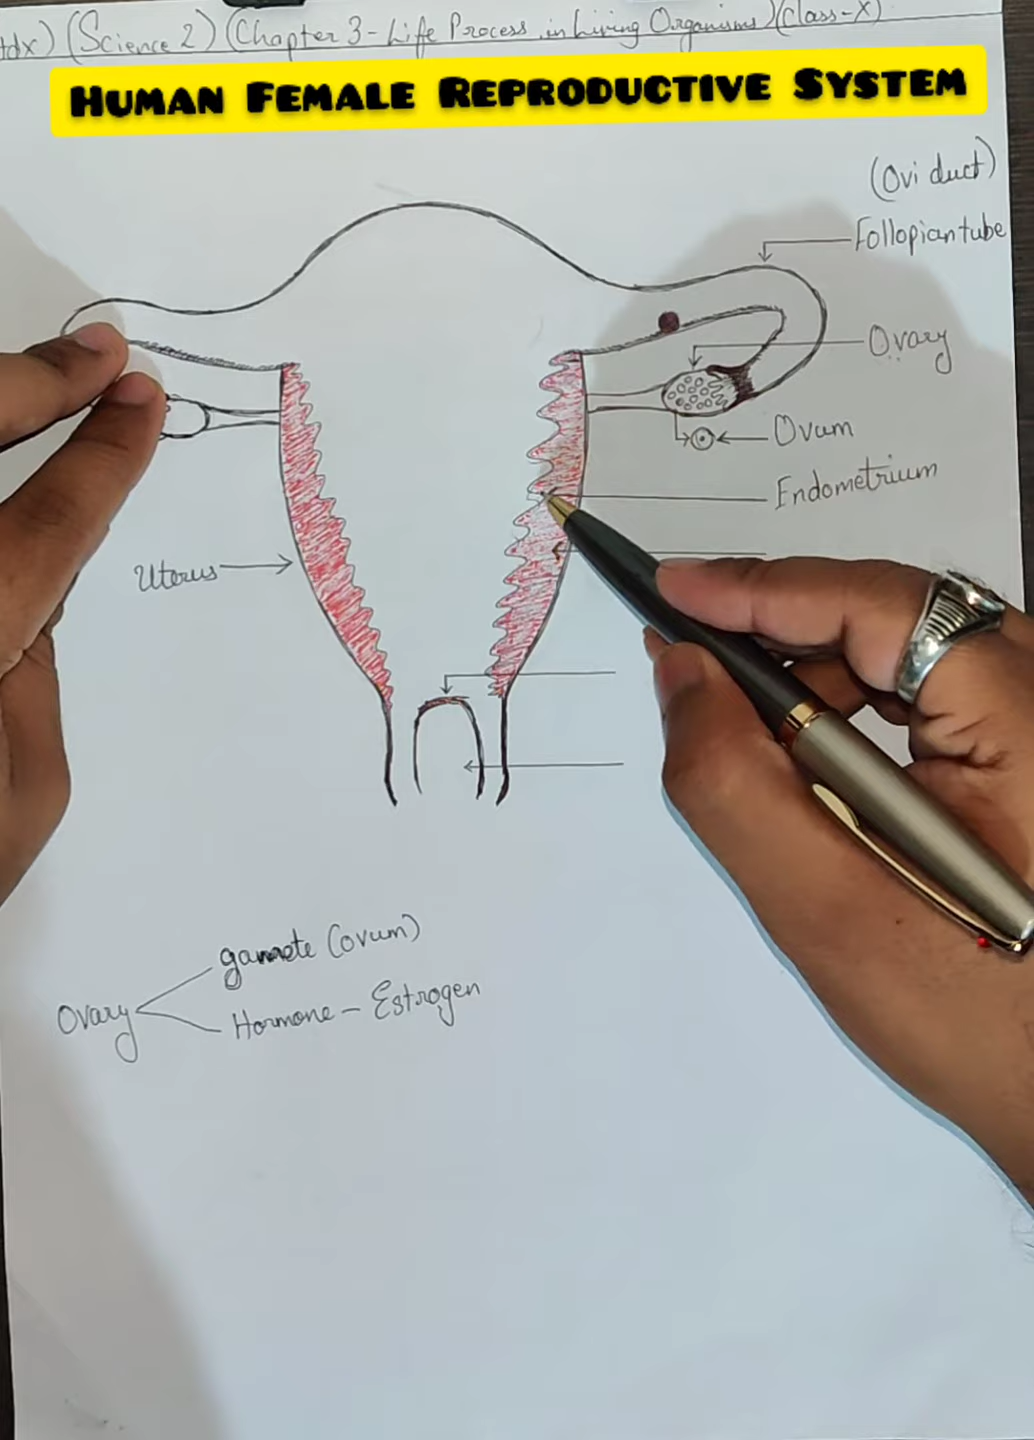 tdx) (Science 2) (Chapter 3 - Life Process in Living Organisms) (Class-X)
HUMAN FEMALE REPRODUCTIVE SYSTEM
(Ovi duct)
Follopian tube
Ovary
Ovum
Endometrium
Uterus
gamete (ovum)
Ovary
Hormone - Estrogen